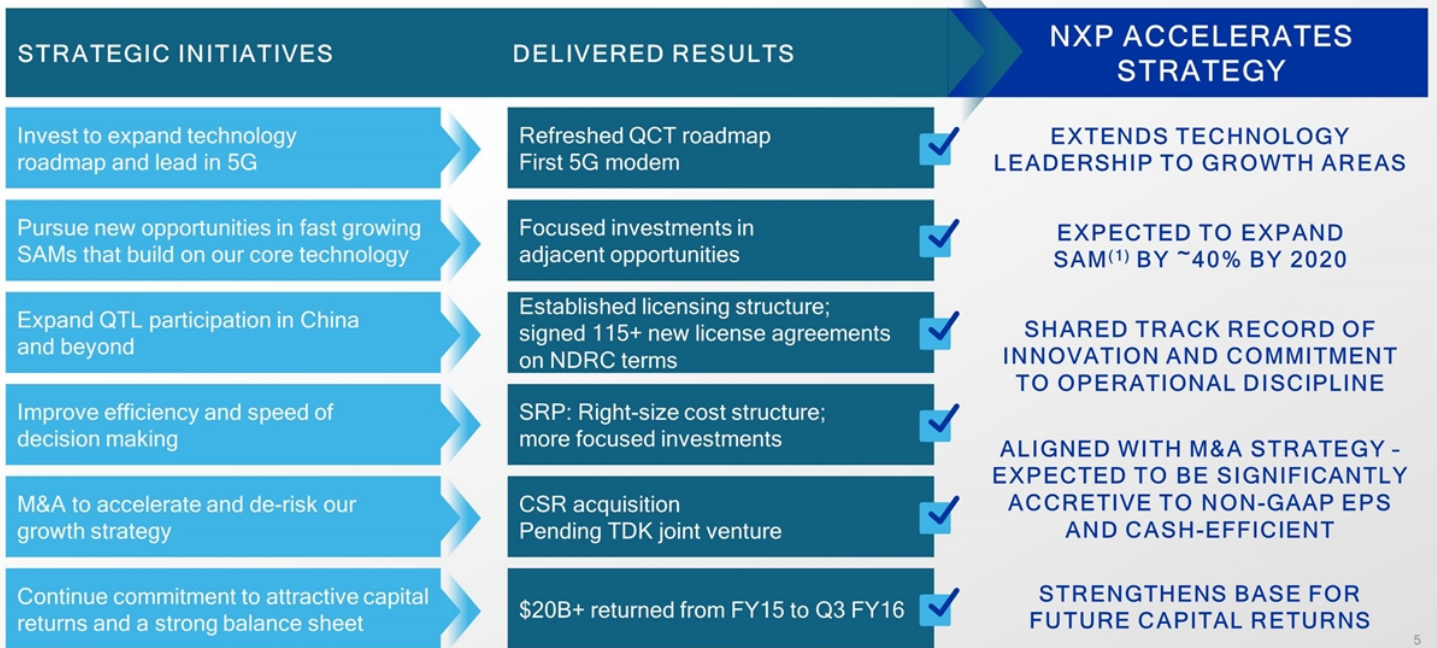 STRATEGIC INITIATIVES
DELIVERED RESULTS
NXP ACCELERATES
STRATEGY
Invest to expand technology
roadmap and lead in 5G
Refreshed QCT roadmap
First 5G modem
EXTENDS TECHNOLOGY
LEADERSHIP TO GROWTH AREAS
Pursue new opportunities in fast growing
SAMs that build on our core technology
Focused investments in
adjacent opportunities
EXPECTED TO EXPAND
SAM(1) BY ~40% BY 2020
Expand QTL participation in China
and beyond
Established licensing structure;
signed 115+ new license agreements
on NDRC terms
SHARED TRACK RECORD OF
INNOVATION AND COMMITMENT
TO OPERATIONAL DISCIPLINE
Improve efficiency and speed of
decision making
SRP: Right-size cost structure;
more focused investments
ALIGNED WITH M&A STRATEGY -
EXPECTED TO BE SIGNIFICANTLY
ACCRETIVE TO NON-GAAP EPS
AND CASH-EFFICIENT
M&A to accelerate and de-risk our
growth strategy
CSR acquisition
Pending TDK joint venture
Continue commitment to attractive capital
returns and a strong balance sheet
$20B+ returned from FY15 to Q3 FY16
STRENGTHENS BASE FOR
FUTURE CAPITAL RETURNS
5